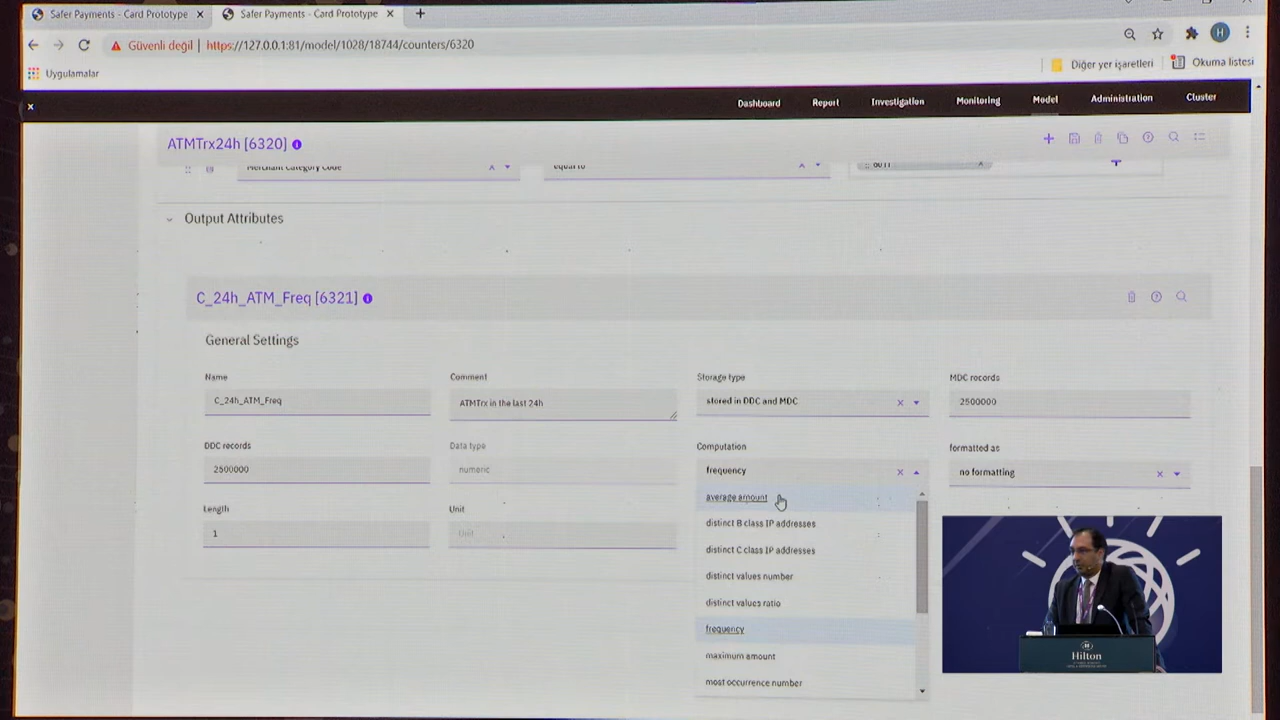 Safer Payments - Card Prototype
Safer Payments - Card Prototype
Güvenli değil | https://127.0.0.1:81/model/1028/18744/counters/6320
H
Uygulamalar
Diğer yer işaretleri
Okuma listesi
Dashboard
Report
Investigation
Monitoring
Model
Administration
Cluster
ATMTrx24h [6320]
Merchant Category Code
equal to
6011
Output Attributes
C_24h_ATM_Freq [6321]
General Settings
Name
Comment
Storage type
MDC records
C_24h_ATM_Freq
ATMTrx in the last 24h
stored in DDC and MDC
2500000
DDC records
Data type
Computation
formatted as
2500000
numeric
frequency
no formatting
Length
Unit
average amount
1
Unit
distinct B class IP addresses
distinct C class IP addresses
distinct values number
distinct values ratio
frequency
maximum amount
most occurrence number
Hilton